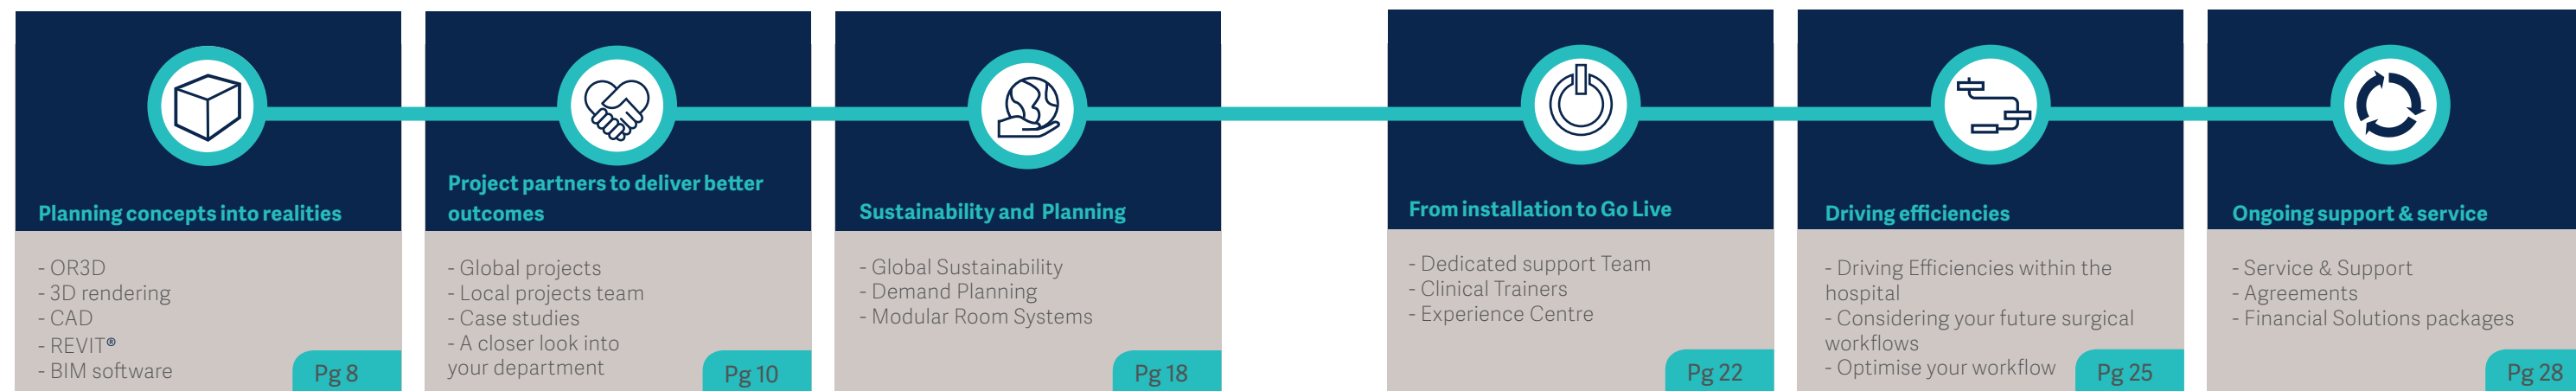 Planning concepts into realities
- OR3D
- 3D rendering
- CAD
- REVIT®
- BIM software
Pg 8
Project partners to deliver better
outcomes
- Global projects
- Local projects team
- Case studies
- A closer look into
your department
Pg 10
Sustainability and Planning
- Global Sustainability
- Demand Planning
- Modular Room Systems
Pg 18
From installation to Go Live
- Dedicated support Team
- Clinical Trainers
- Experience Centre
Pg 22
Driving efficiencies
- Driving Efficiencies within the
hospital
- Considering your future surgical
workflows
- Optimise your workflow
Pg 25
Ongoing support & service
- Service & Support
- Agreements
- Financial Solutions packages
Pg 28